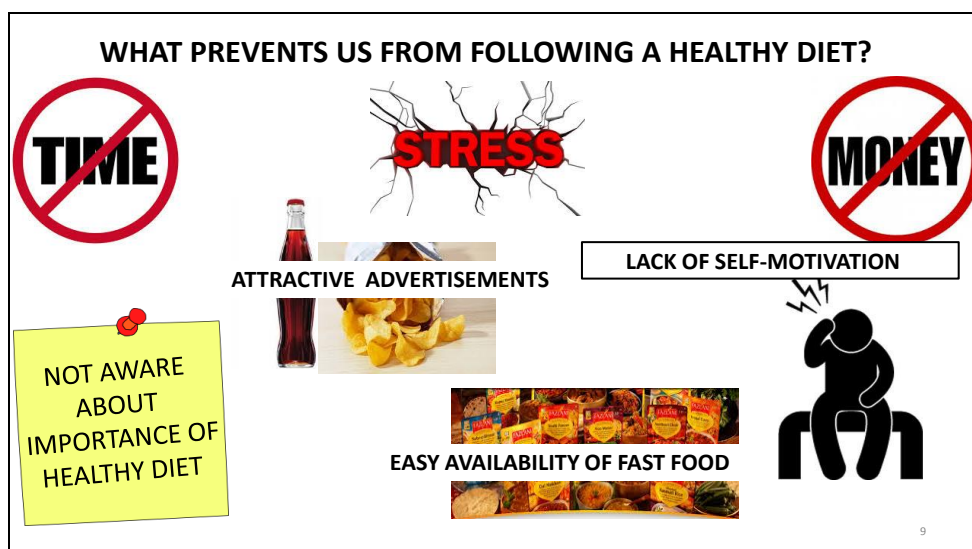 WHAT PREVENTS US FROM FOLLOWING A HEALTHY DIET?
TIME
STRESS
MONEY
ATTRACTIVE ADVERTISEMENTS
LACK OF SELF-MOTIVATION
NOT AWARE
ABOUT
IMPORTANCE OF
HEALTHY DIET
EASY AVAILABILITY OF FAST FOOD
9